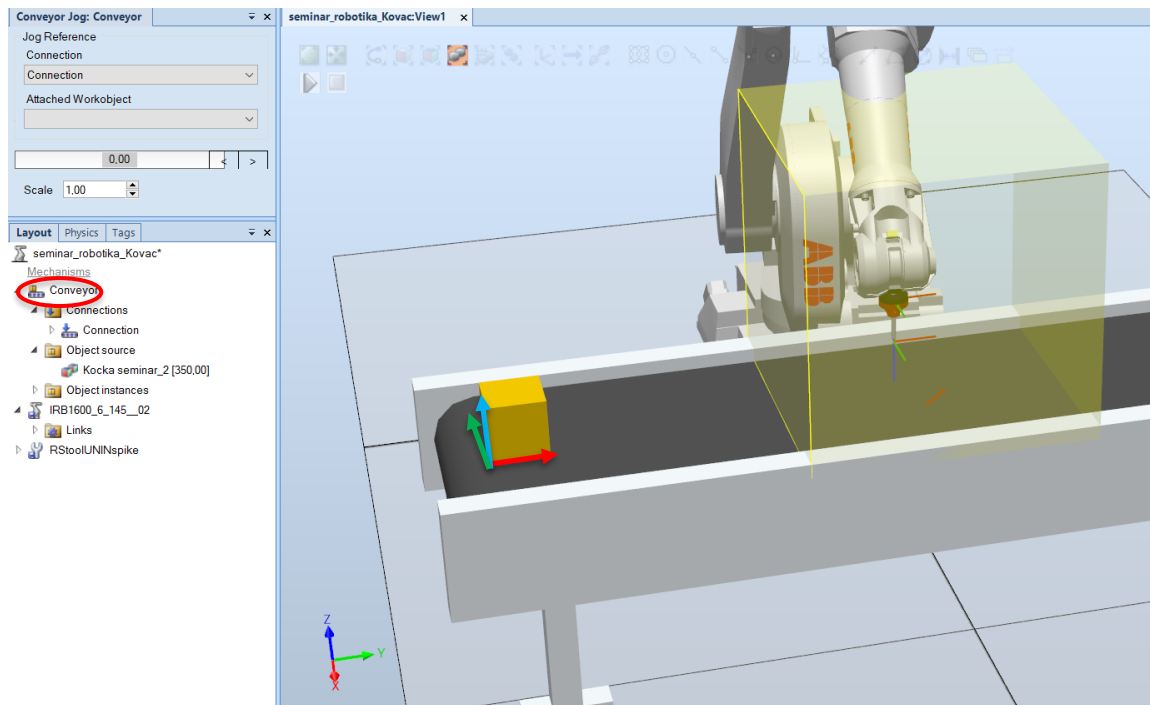 Conveyor Jog: Conveyor
Jog Reference
Connection
Connection
Attached Workobject
0,00
<
>
Scale 1,00
Layout Physics Tags
seminar_robotika_Kovac*
Mechanisms
Conveyor
Connections
Connection
Object source
Kocka seminar_2 [350,00]
Object instances
IRB1600_6_145__02
Links
RStoolUNINspike
seminar_robotika_Kovac:View1
ABB
Z
Y
X